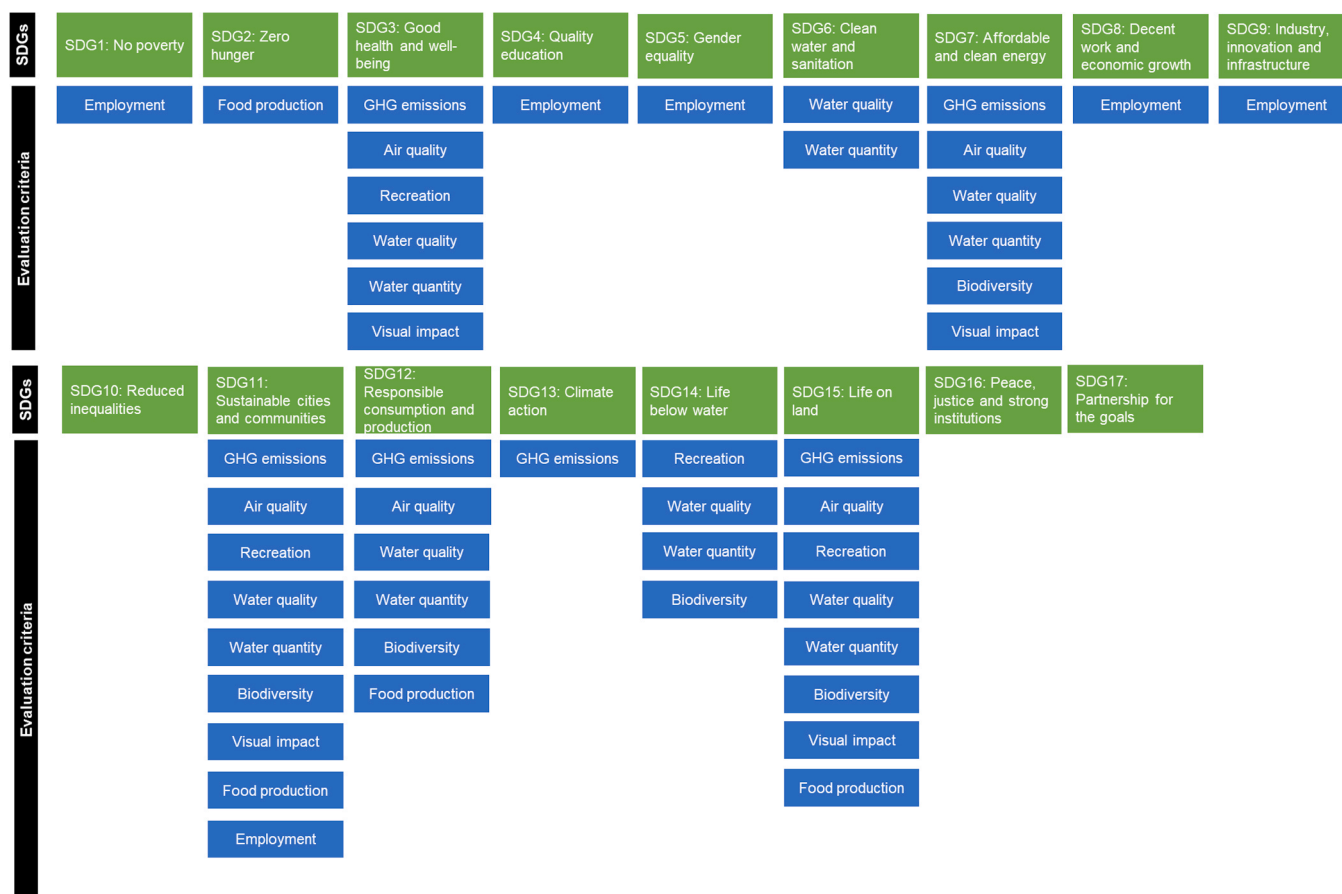 SDGs
SDG1: No poverty
SDG2: Zero
hunger
SDG3: Good
health and well-
being
SDG4: Quality
education
SDG5: Gender
equality
SDG6: Clean
water and
sanitation
SDG7: Affordable
and clean energy
SDG8: Decent
work and
economic growth
SDG9: Industry,
innovation and
infrastructure
Evaluation criteria
Employment
Food production
GHG emissions
Employment
Employment
Water quality
GHG emissions
Employment
Employment
Air quality
Water quantity
Air quality
Recreation
Water quality
Water quality
Water quantity
Water quantity
Biodiversity
Visual impact
Visual impact
SDGs
SDG10: Reduced
inequalities
SDG11:
Sustainable cities
and communities
SDG12:
Responsible
consumption and
production
SDG13: Climate
action
SDG14: Life
below water
SDG15: Life on
land
SDG16: Peace,
justice and strong
institutions
SDG17:
Partnership for
the goals
Evaluation criteria
GHG emissions
GHG emissions
GHG emissions
Recreation
GHG emissions
Air quality
Air quality
Water quality
Air quality
Recreation
Water quality
Water quantity
Recreation
Water quality
Water quantity
Biodiversity
Water quality
Water quantity
Biodiversity
Water quantity
Biodiversity
Food production
Biodiversity
Visual impact
Visual impact
Food production
Food production
Employment